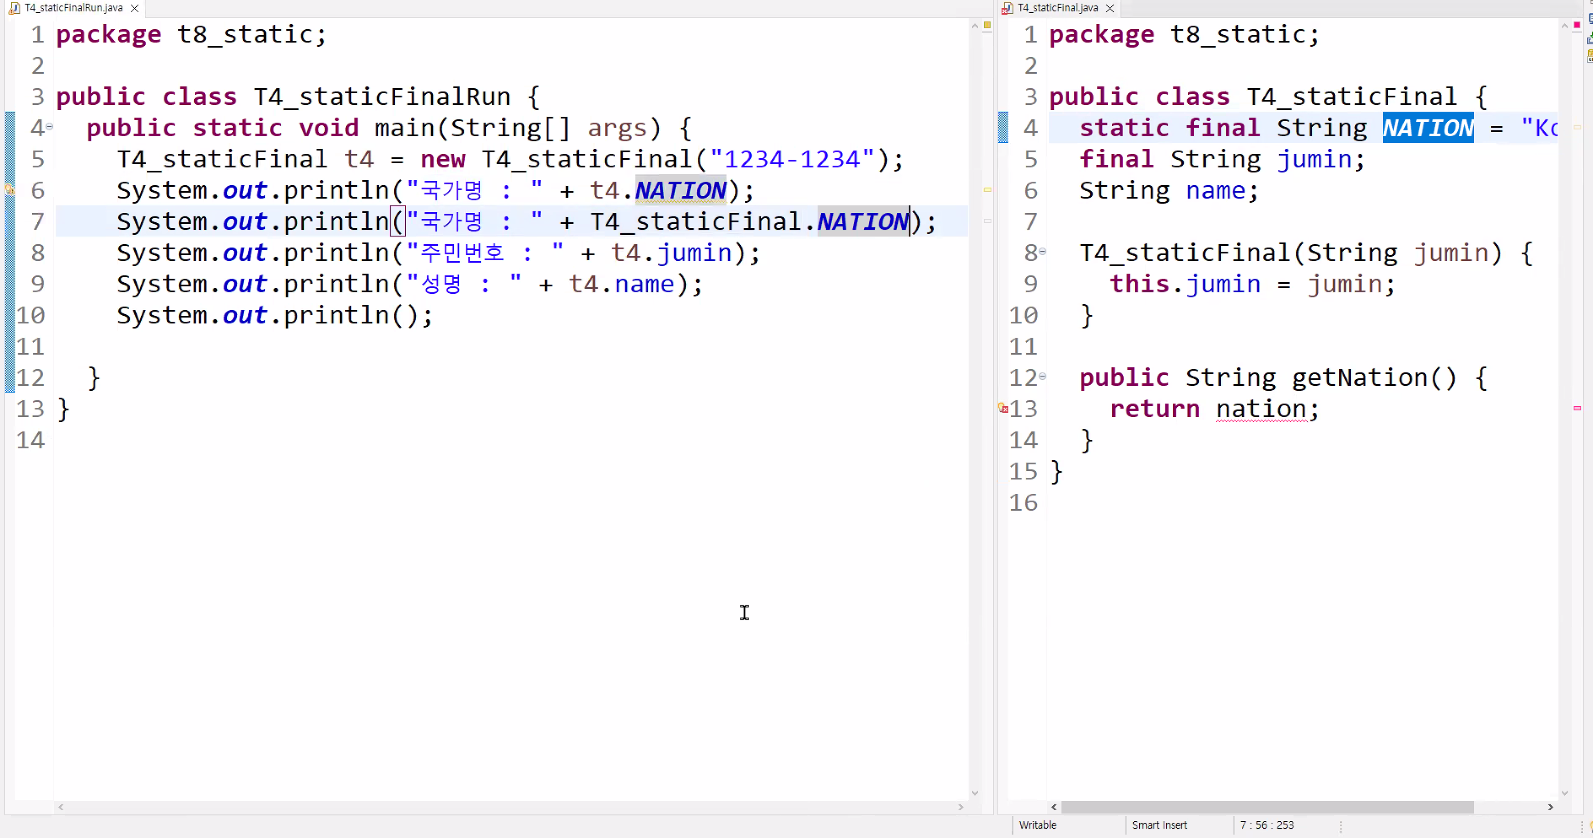 T4_staticFinalRun.java
1 package t8_static;
2
3 public class T4_staticFinalRun {
4 public static void main(String[] args) {
5 T4_staticFinal t4 = new T4_staticFinal("1234-1234");
6 System.out.println("국가명 : " + t4.NATION);
7 System.out.println("국가명 : " + T4_staticFinal.NATION);
8 System.out.println("주민번호 : " + t4.jumin);
9 System.out.println("성명 : " + t4.name);
10 System.out.println();
11
12 }
13 }
14
T4_staticFinal.java
1 package t8_static;
2
3 public class T4_staticFinal {
4 static final String NATION = "Ko
5 final String jumin;
6 String name;
7
8 T4_staticFinal(String jumin) {
9 this.jumin = jumin;
10 }
11
12 public String getNation() {
13 return nation;
14 }
15 }
16
Writable Smart Insert 7 : 56 : 253